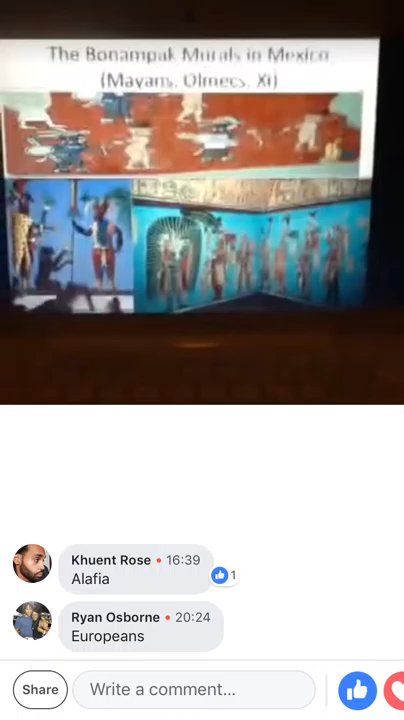 The Bonampak Murals in Mexico
(Mayans, Olmecs, Xi)
Khuent Rose • 16:39
Alafia
1
Ryan Osborne • 20:24
Europeans
Share
Write a comment...